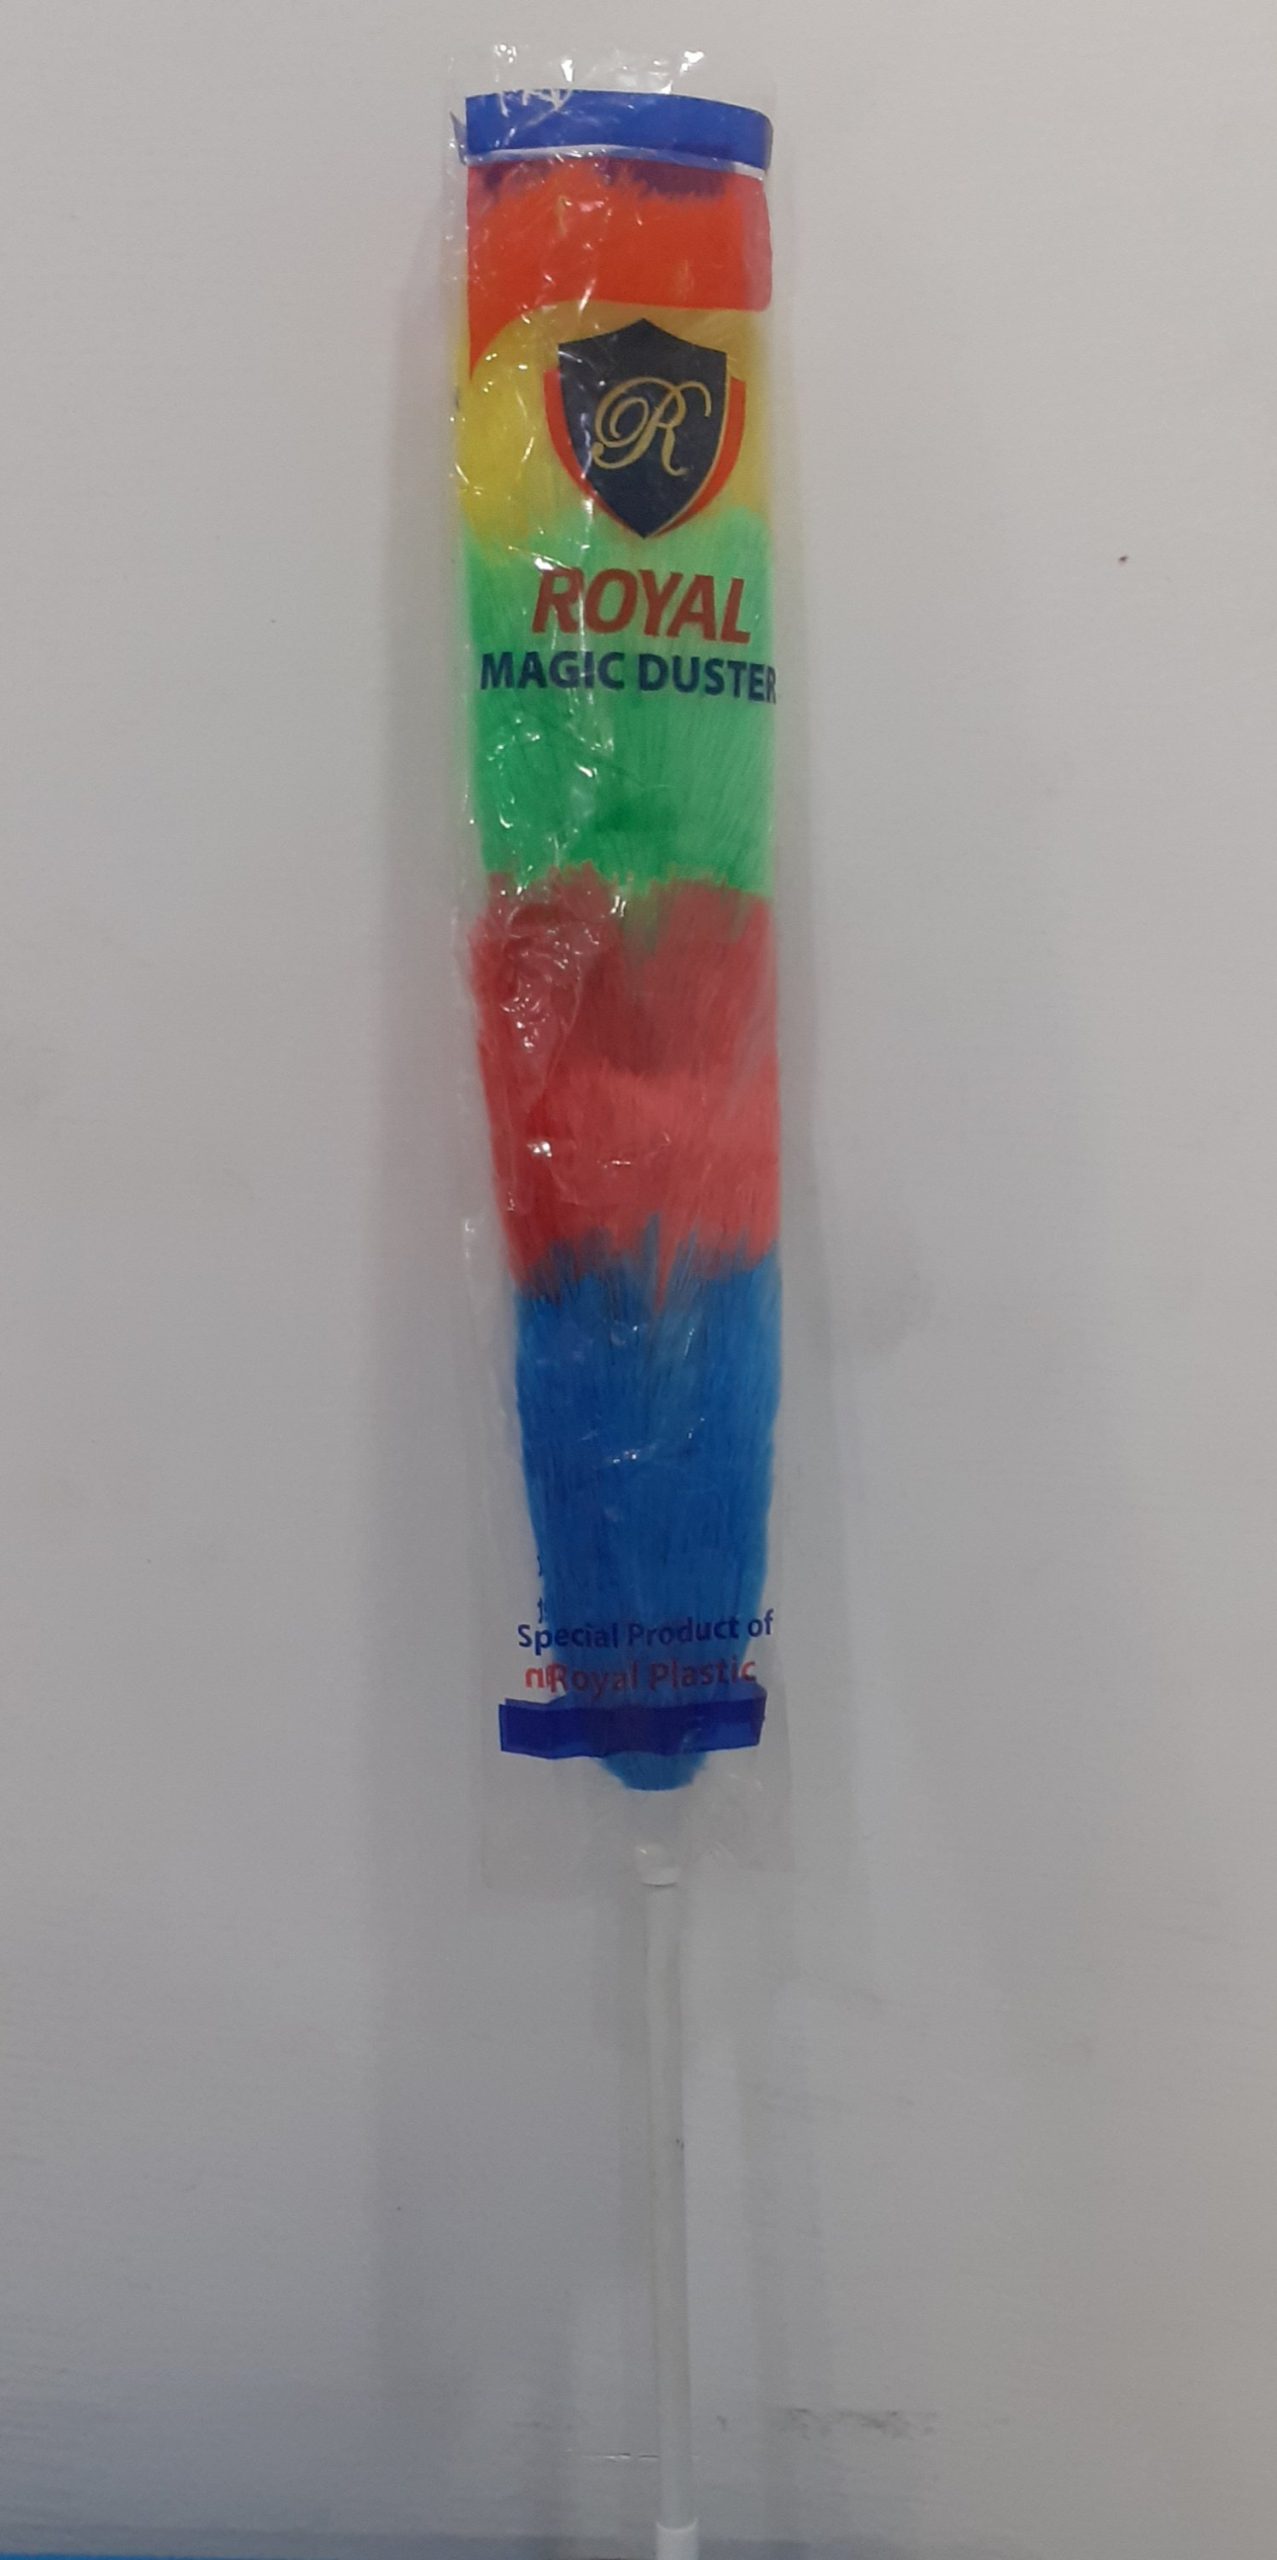 R
ROYAL
MAGIC DUSTER
Special Product of
Royal Plastic